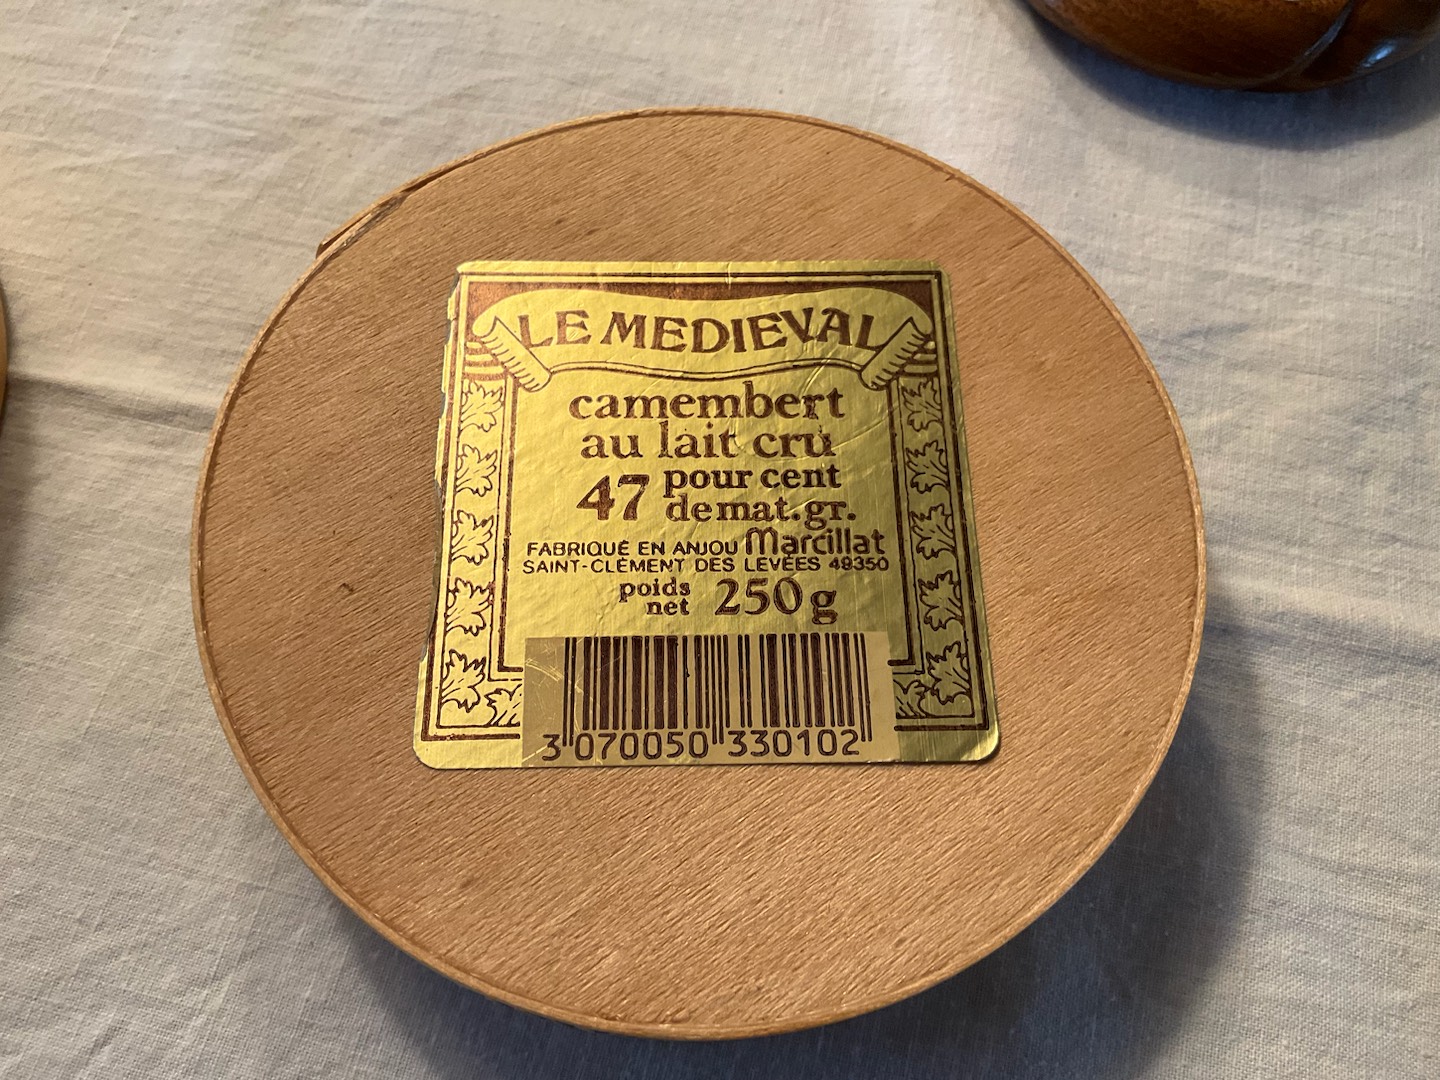 LE MEDIEVAL
camembert
au lait cru
47 pour cent
de mat. gr.
FABRIQUÉ EN ANJOU Marcillat
SAINT-CLÉMENT DES LEVÉES 49350
poids
net 250 g
3 070050 330102